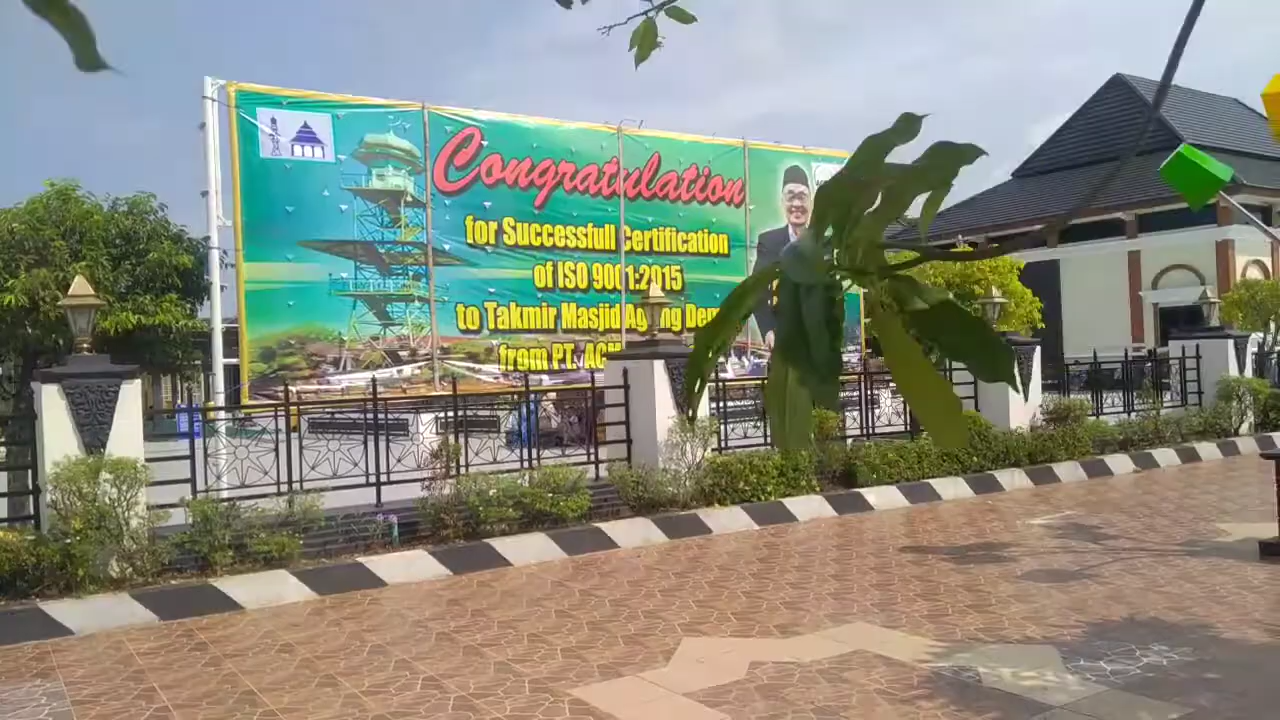 Congratulation
for Successfull Certification
of ISO 9001:2015
to Takmir Masjid Agung
from PT.